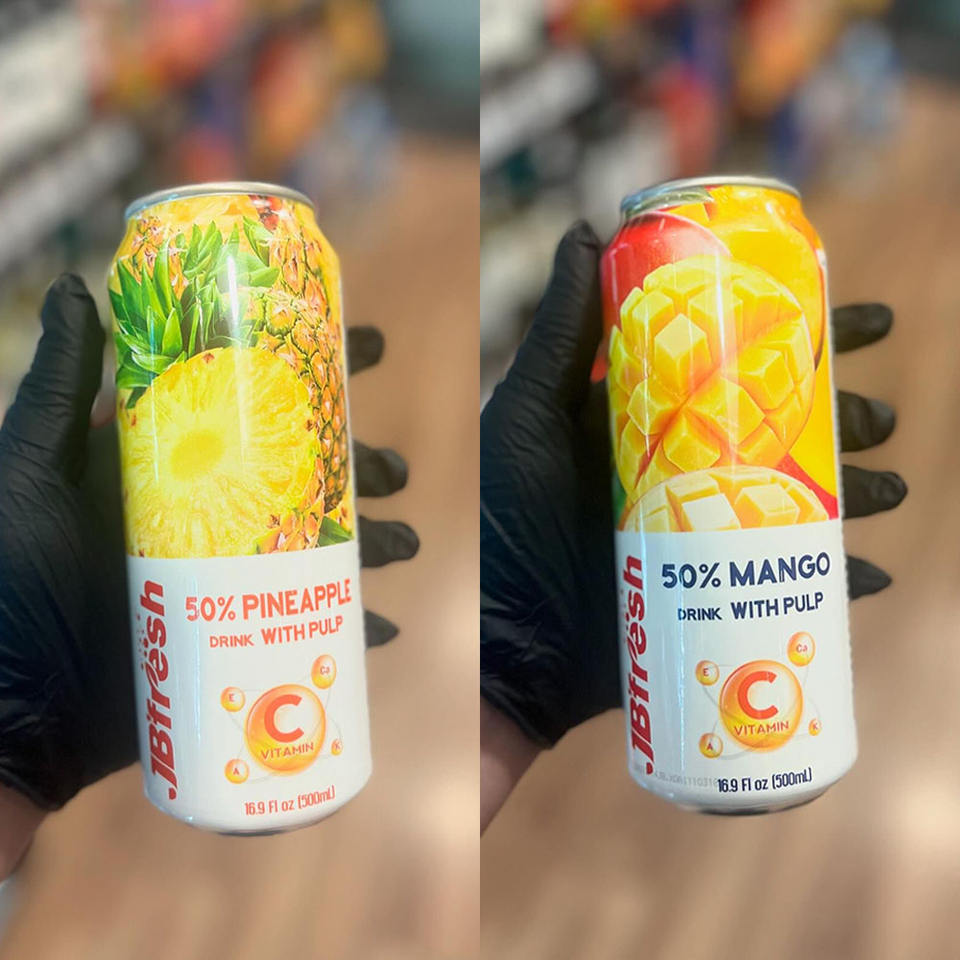 JBfresh
50% PINEAPPLE
DRINK WITH PULP
E
Ca
C
VITAMIN
A
K
16.9 Fl oz (500mL)
JBfresh
50% MANGO
DRINK WITH PULP
E
Ca
C
VITAMIN
A
K
16.9 Fl oz (500mL)